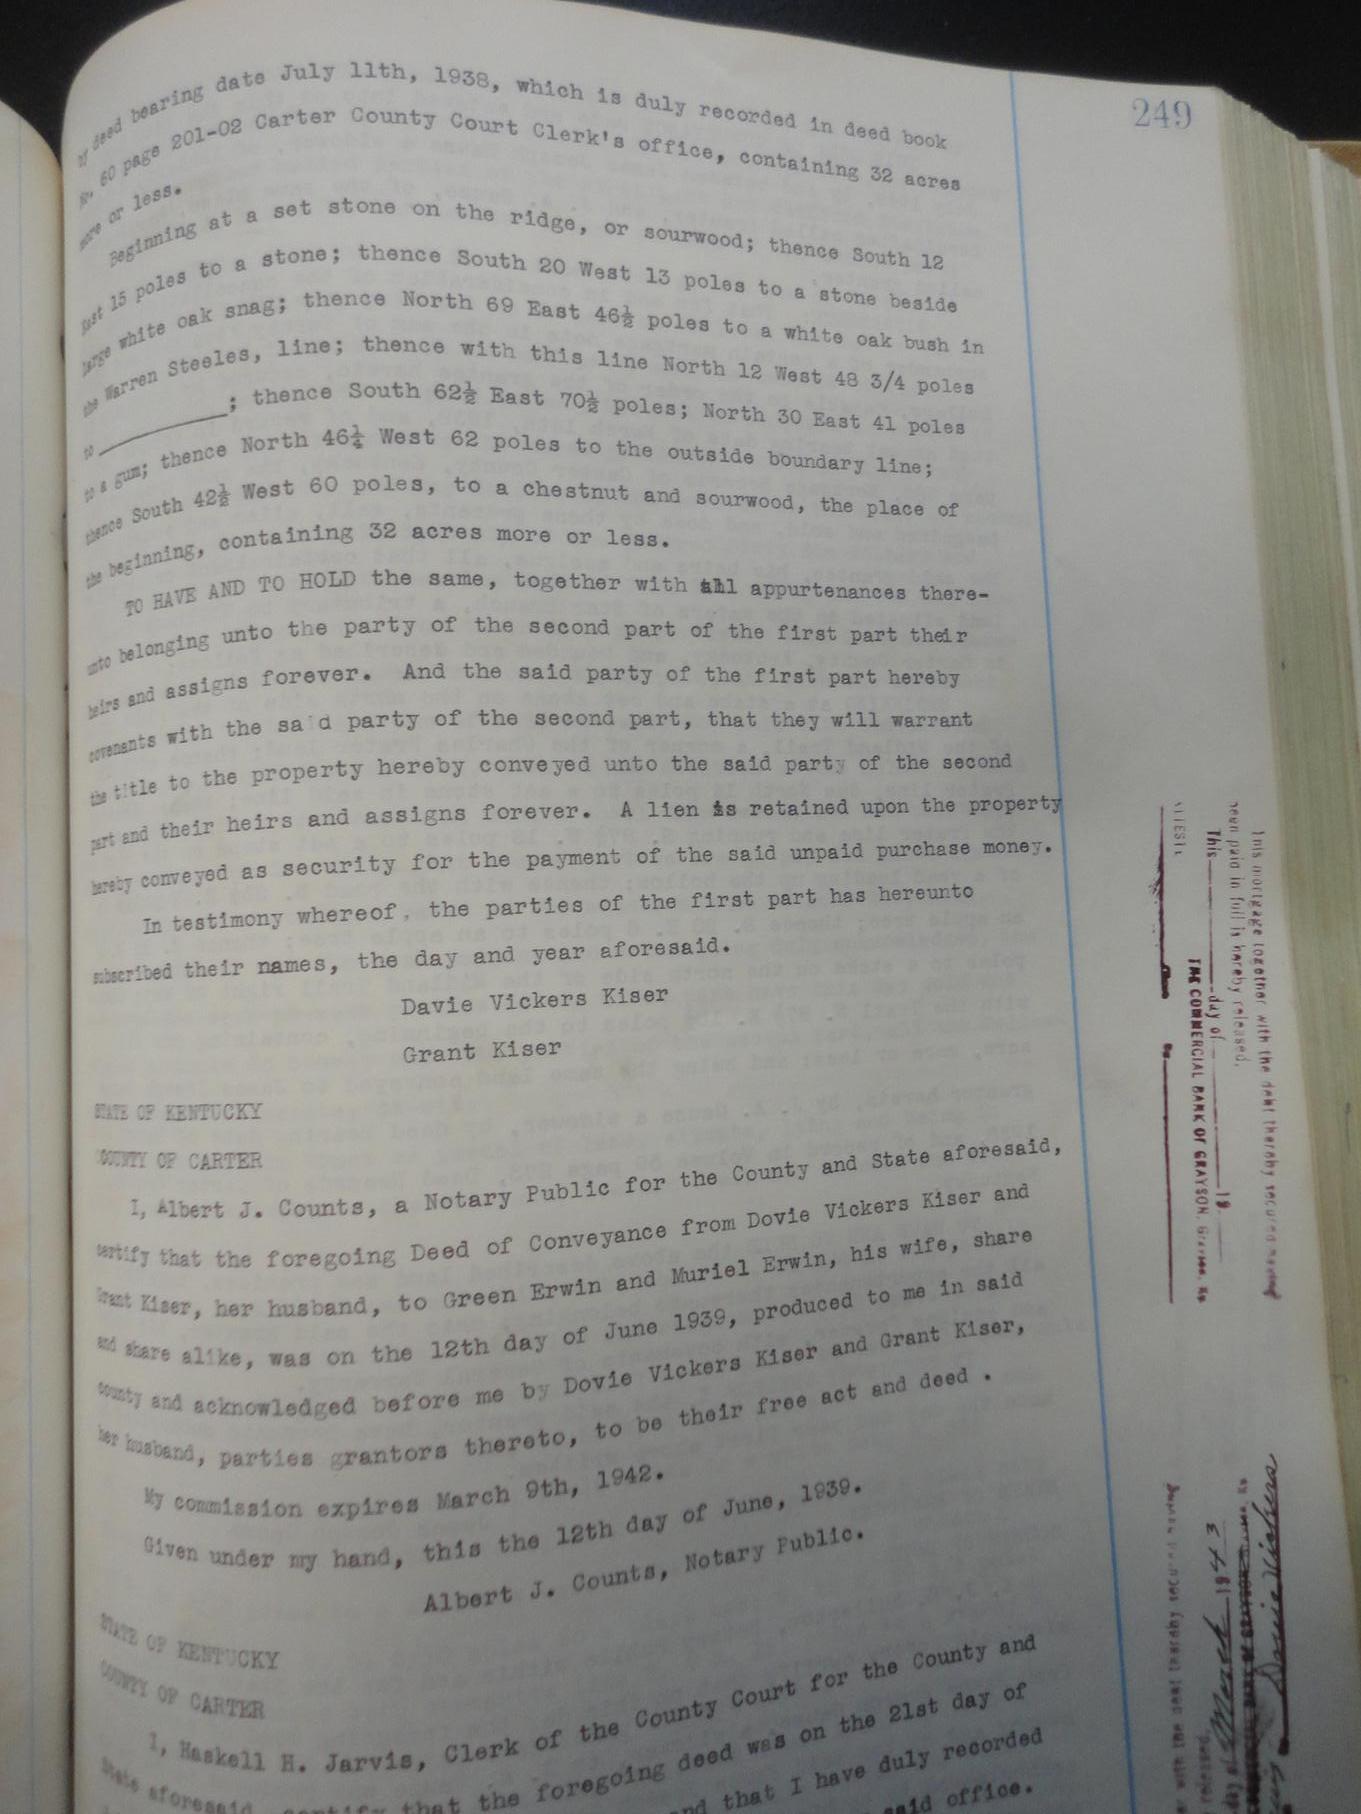 249
by deed bearing date July 11th, 1938, which is duly recorded in deed book
No. 60 page 201-02 Carter County Court Clerk's office, containing 32 acres
more or less.
Beginning at a set stone on the ridge, or sourwood; thence South 12
East 15 poles to a stone; thence South 20 West 13 poles to a stone beside
large white oak snag; thence North 69 East 46½ poles to a white oak bush in
the Warren Steeles, line; thence with this line North 12 West 48 3/4 poles
to ____________; thence South 62½ East 70½ poles; North 30 East 41 poles
to a gum; thence North 46¼ West 62 poles to the outside boundary line;
thence South 42½ West 60 poles, to a chestnut and sourwood, the place of
the beginning, containing 32 acres more or less.
TO HAVE AND TO HOLD the same, together with all appurtenances there-
unto belonging unto the party of the second part of the first part their
heirs and assigns forever. And the said party of the first part hereby
covenants with the said party of the second part, that they will warrant
the title to the property hereby conveyed unto the said party of the second
part and their heirs and assigns forever. A lien is retained upon the property
hereby conveyed as security for the payment of the said unpaid purchase money.
In testimony whereof, the parties of the first part has hereunto
subscribed their names, the day and year aforesaid.
Davie Vickers Kiser
Grant Kiser
STATE OF KENTUCKY
COUNTY OF CARTER
I, Albert J. Counts, a Notary Public for the County and State aforesaid,
certify that the foregoing Deed of Conveyance from Dovie Vickers Kiser and
Grant Kiser, her husband, to Green Erwin and Muriel Erwin, his wife, share
and share alike, was on the 12th day of June 1939, produced to me in said
county and acknowledged before me by Dovie Vickers Kiser and Grant Kiser,
her husband, parties grantors thereto, to be their free act and deed .
My commission expires March 9th, 1942.
Given under my hand, this the 12th day of June, 1939.
Albert J. Counts, Notary Public.
STATE OF KENTUCKY
COUNTY OF CARTER
I, Haskell H. Jarvis, Clerk of the County Court for the County and
State aforesaid, certify that the foregoing deed was on the 21st day of
and that I have duly recorded
said office.
This mortgage together with the debt thereby secured having
been paid in full is hereby released.
This ____ day of ____ 19
THE COMMERCIAL BANK OF GRAYSON, Grayson, Ky.
ATTEST:
By
with the debt thereby secured
released.
day of March 1943